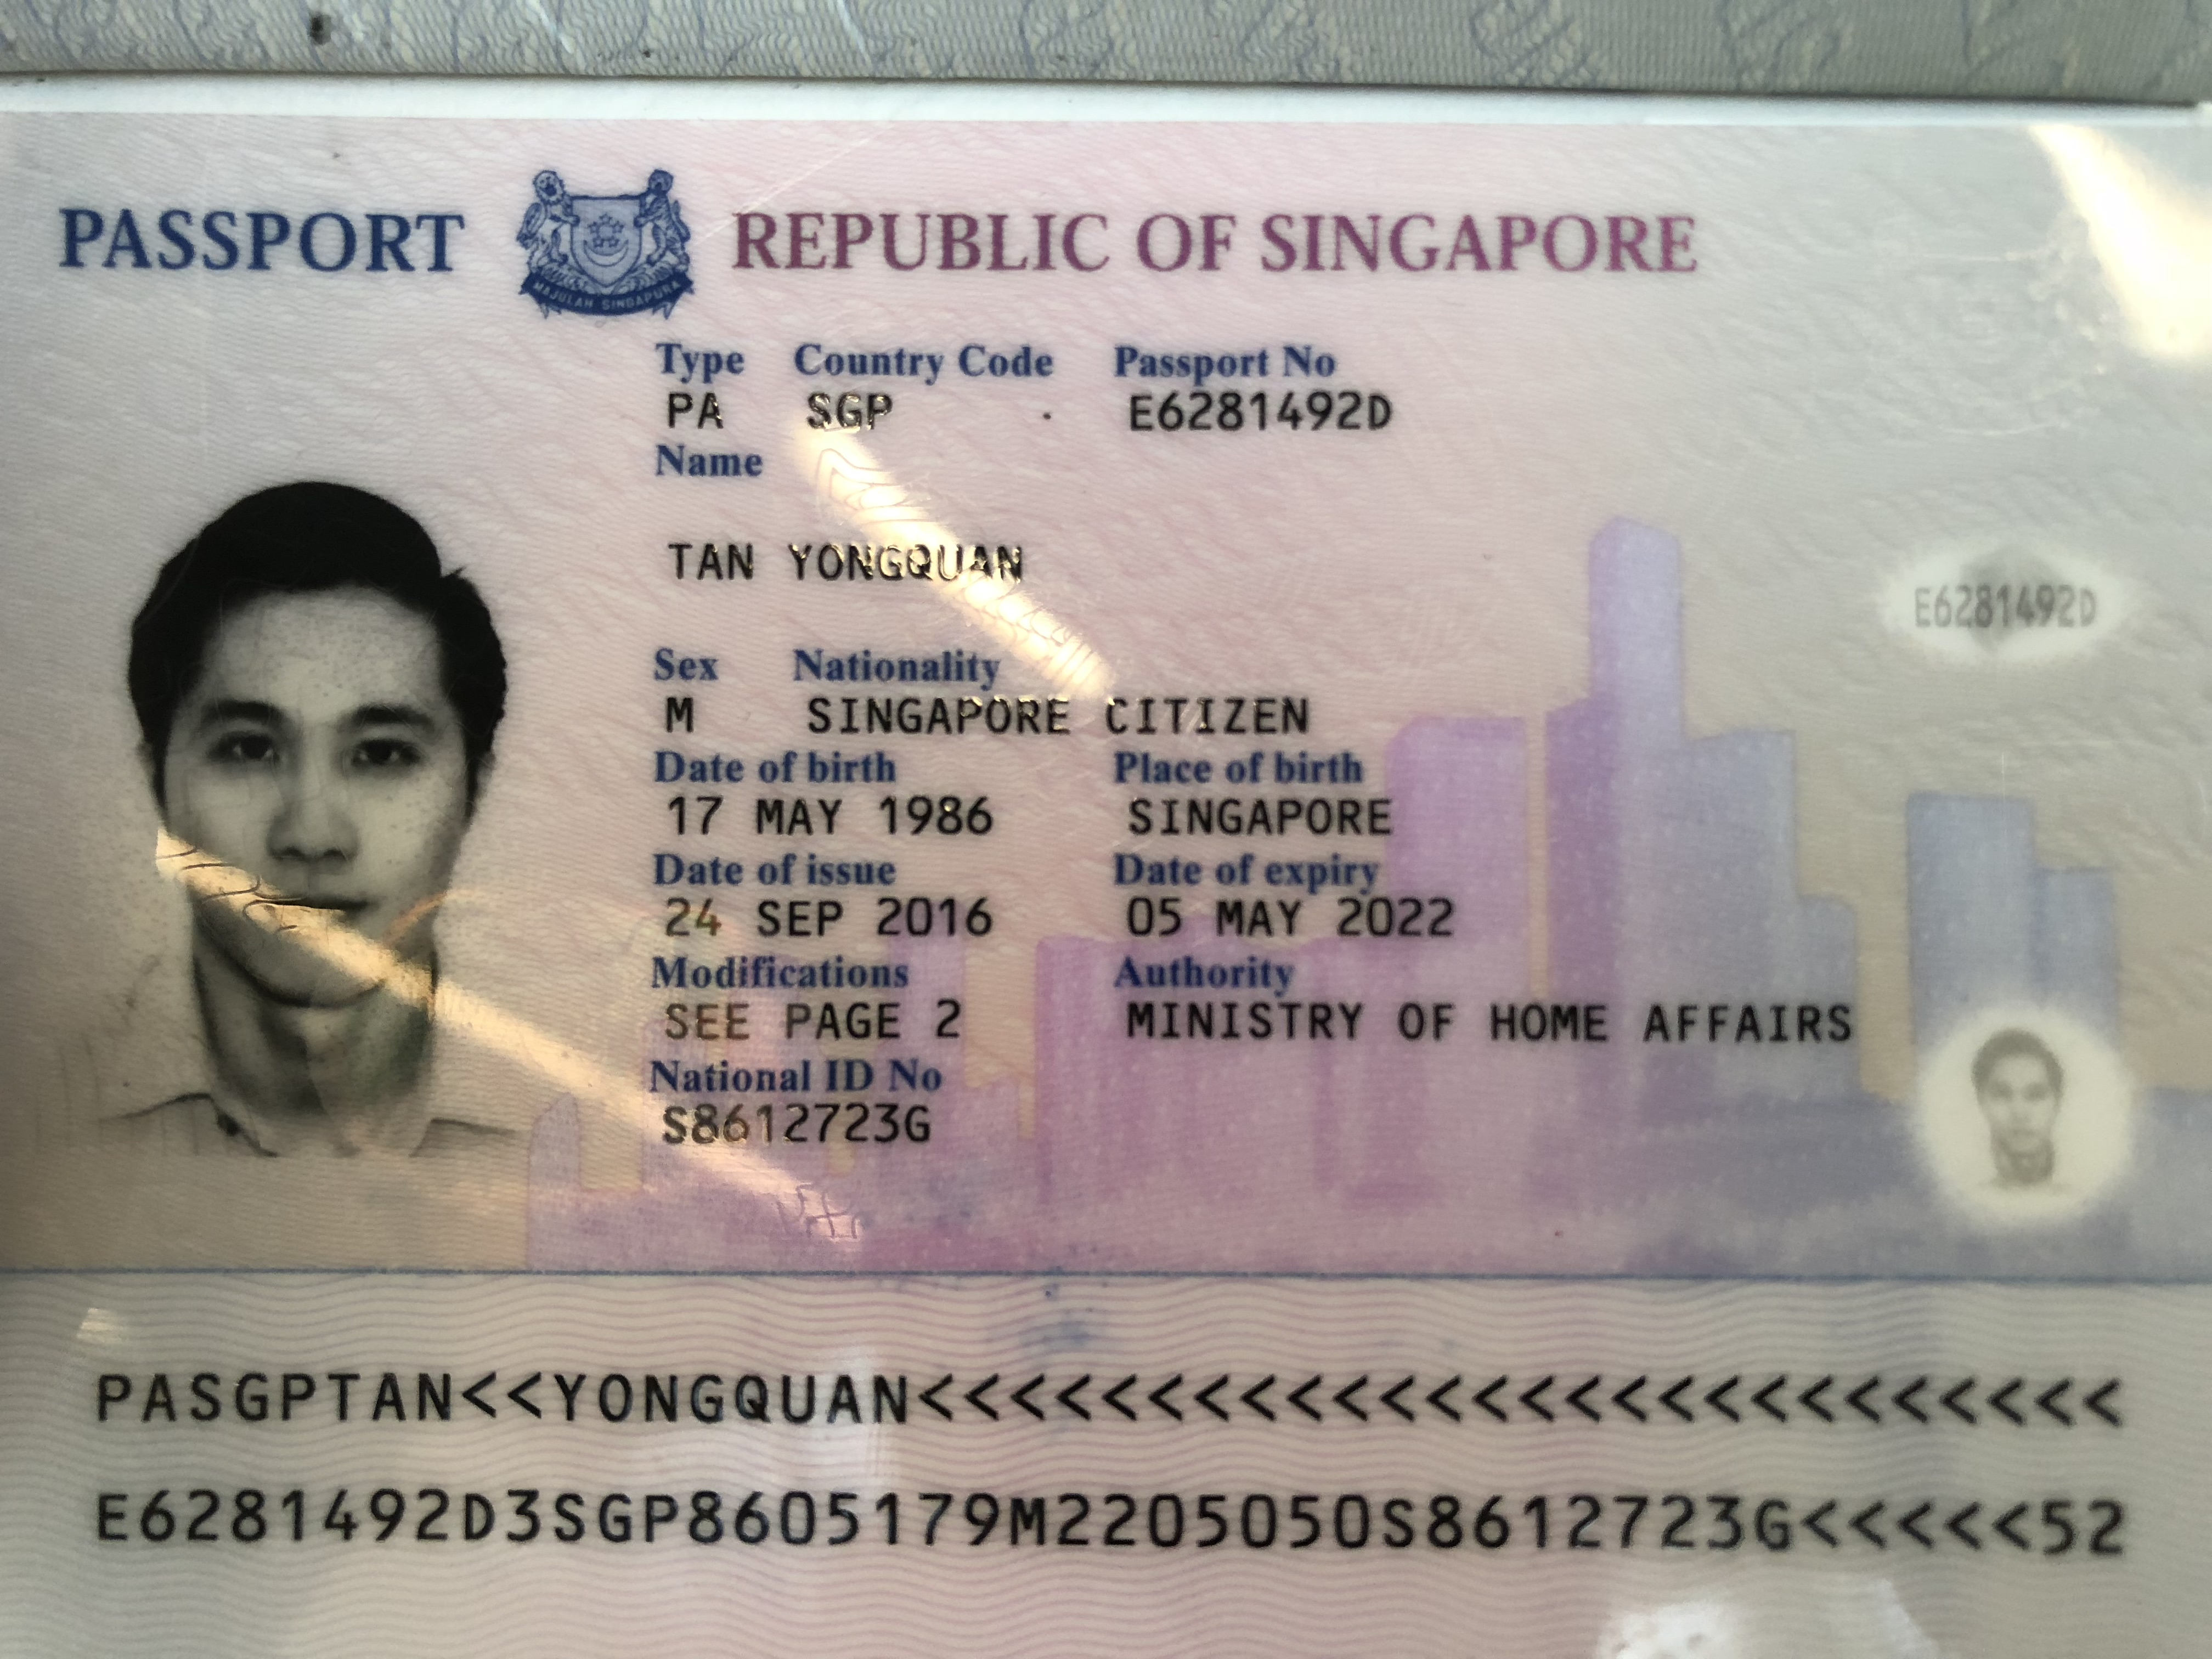 PASSPORT REPUBLIC OF SINGAPORE
MAJULAH SINGAPURA
Type Country Code Passport No
PA SGP E6281492D
Name
TAN YONGQUAN
E6281492D
Sex Nationality
M SINGAPORE CITIZEN
Date of birth Place of birth
17 MAY 1986 SINGAPORE
Date of issue Date of expiry
24 SEP 2016 05 MAY 2022
Modifications Authority
SEE PAGE 2 MINISTRY OF HOME AFFAIRS
National ID No
S8612723G
PASGPTAN<<YONGQUAN<<<<<<<<<<<<<<<<<<<<<<<<<<
E6281492D3SGP8605179M2205050S8612723G<<<<<52